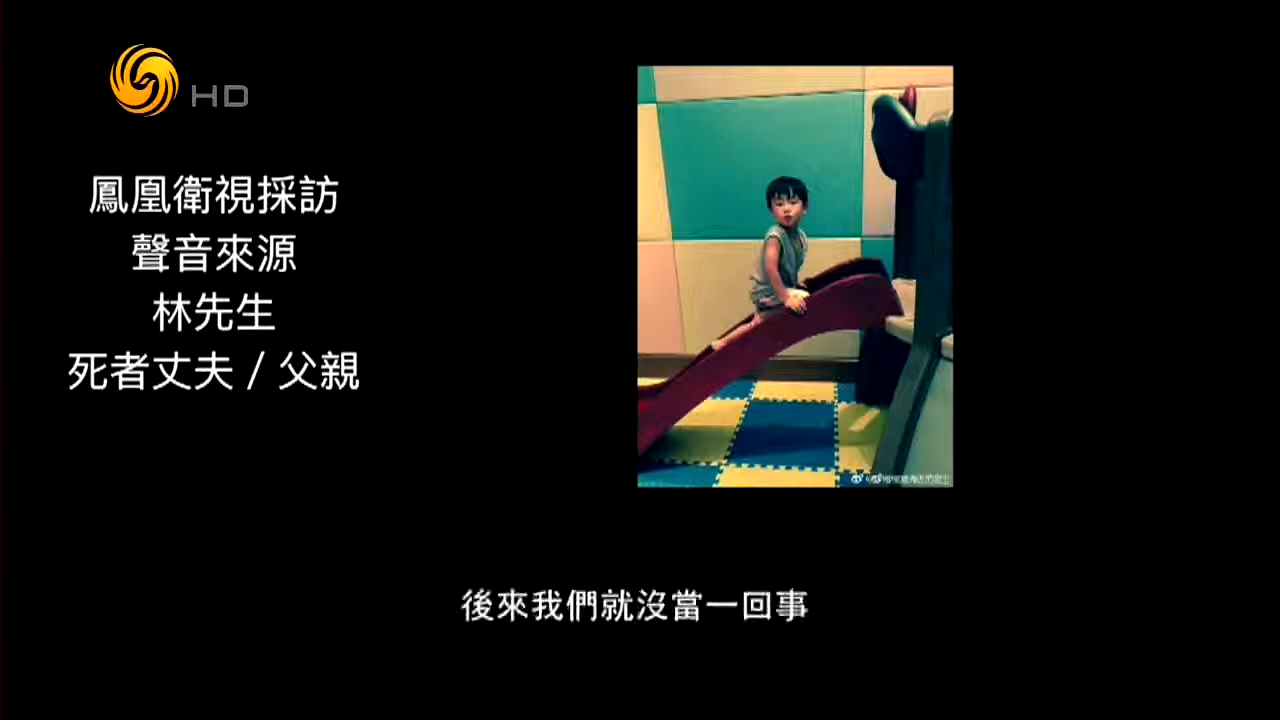 HD
鳳凰衛視採訪
聲音來源
林先生
死者丈夫 / 父親
後來我們就沒當一回事